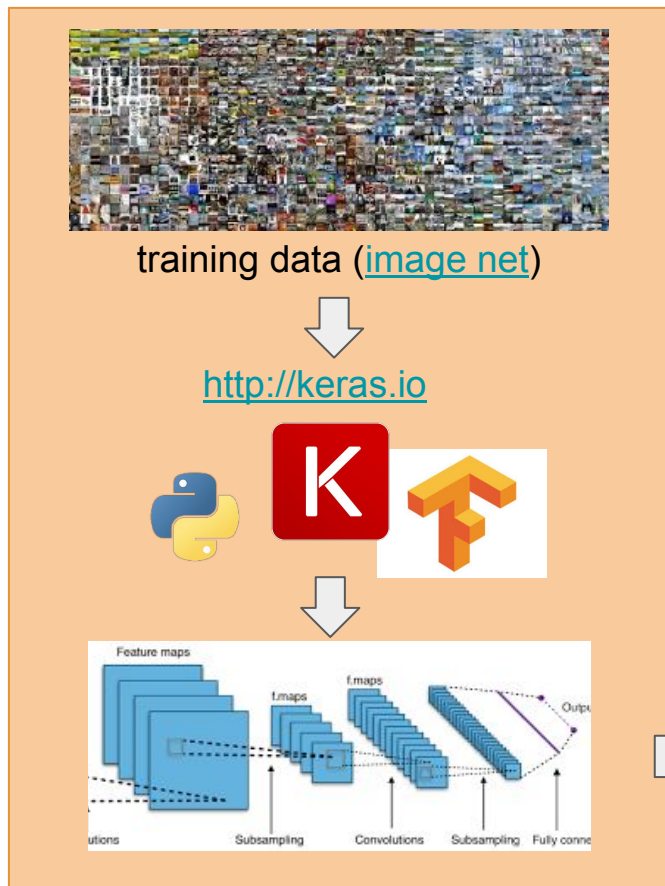 training data (image net)
http://keras.io
K
Feature maps
f.maps
f.maps
Outpu
utions
Subsampling
Convolutions
Subsampling
Fully conne